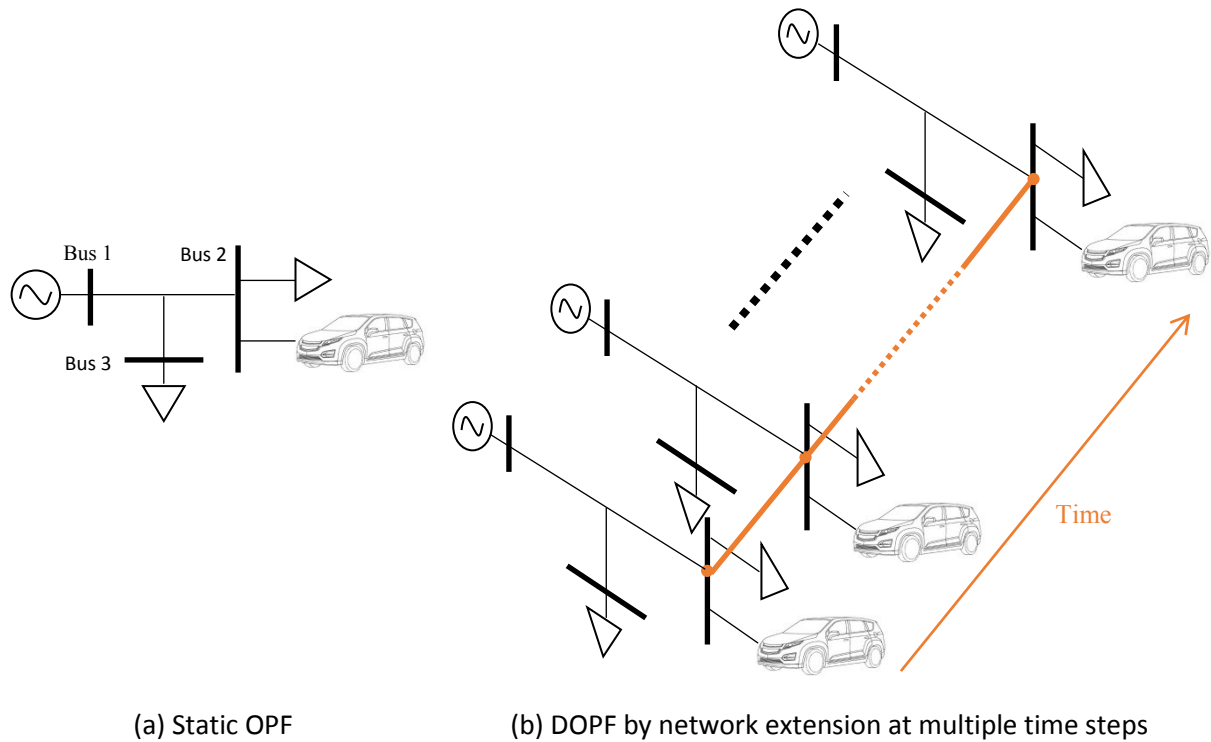 Bus 1
Bus 2
Bus 3
Time
(a) Static OPF
(b) DOPF by network extension at multiple time steps